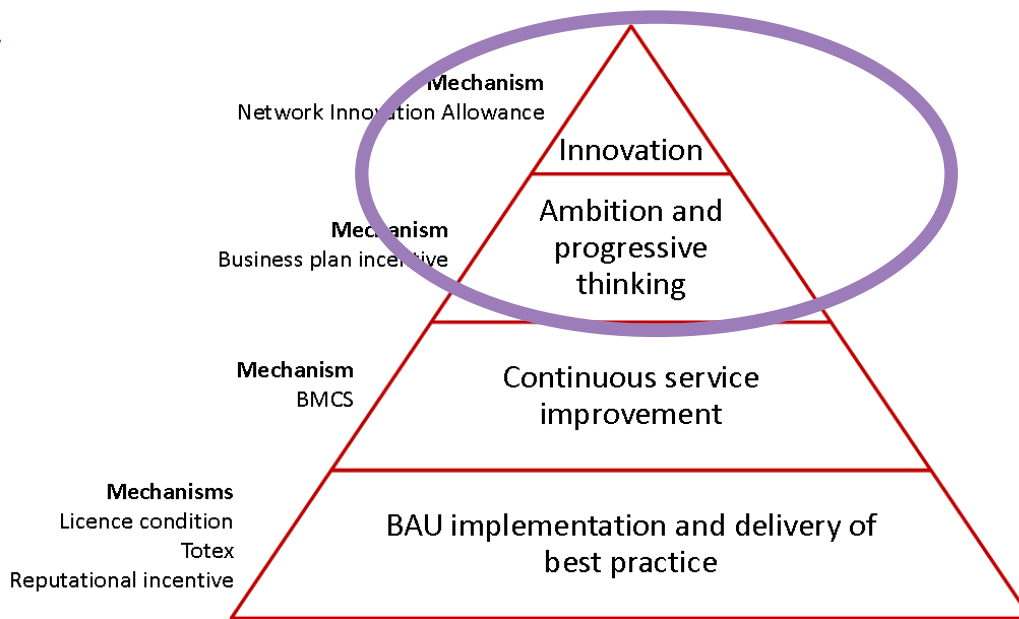 Mechanism
Network Innovation Allowance
Innovation
Mechanism
Business plan incentive
Ambition and
progressive
thinking
Mechanism
BMCS
Continuous service
improvement
Mechanisms
Licence condition
Totex
Reputational incentive
BAU implementation and delivery of
best practice